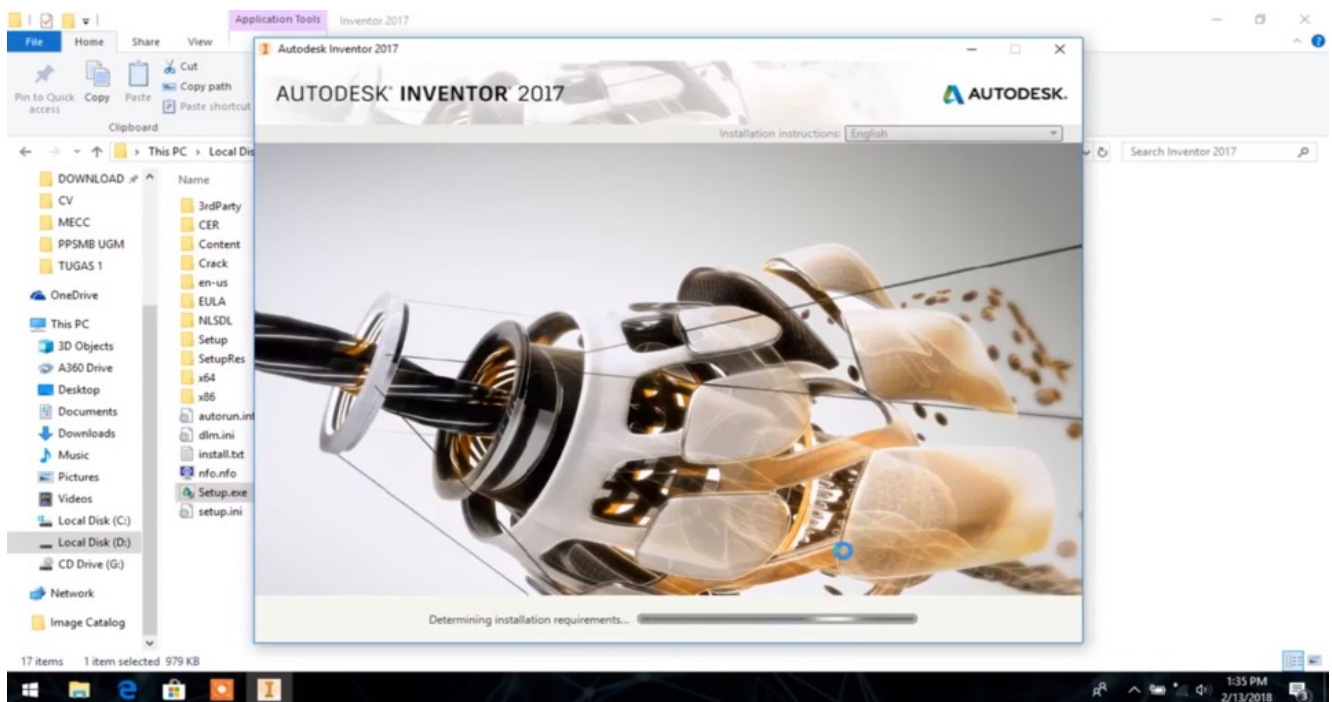 Application Tools
Inventor 2017
File
Home
Share
View
Pin to Quick access
Copy
Paste
Cut
Copy path
Paste shortcut
Clipboard
This PC
Local Dis
Search Inventor 2017
DOWNLOAD
CV
MECC
PPSMB UGM
TUGAS 1
OneDrive
This PC
3D Objects
A360 Drive
Desktop
Documents
Downloads
Music
Pictures
Videos
Local Disk (C:)
Local Disk (D:)
CD Drive (G:)
Network
Image Catalog
Name
3rdParty
CER
Content
Crack
en-us
EULA
NLSDL
Setup
SetupRes
x64
x86
autorun.inf
dlm.ini
install.txt
nfo.nfo
Setup.exe
setup.ini
Autodesk Inventor 2017
AUTODESK® INVENTOR® 2017
AUTODESK.
Installation instructions: English
Determining installation requirements...
17 items
1 item selected 979 KB
1:35 PM
2/13/2018